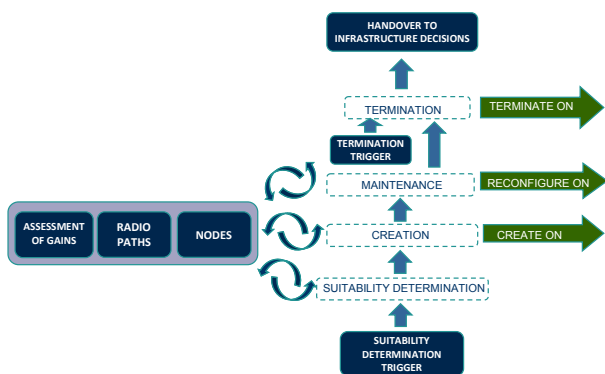 HANDOVER TO
INFRASTRUCTURE DECISIONS
TERMINATION
TERMINATE ON
TERMINATION
TRIGGER
MAINTENANCE
RECONFIGURE ON
ASSESSMENT
OF GAINS
RADIO
PATHS
NODES
CREATION
CREATE ON
SUITABILITY DETERMINATION
SUITABILITY
DETERMINATION
TRIGGER